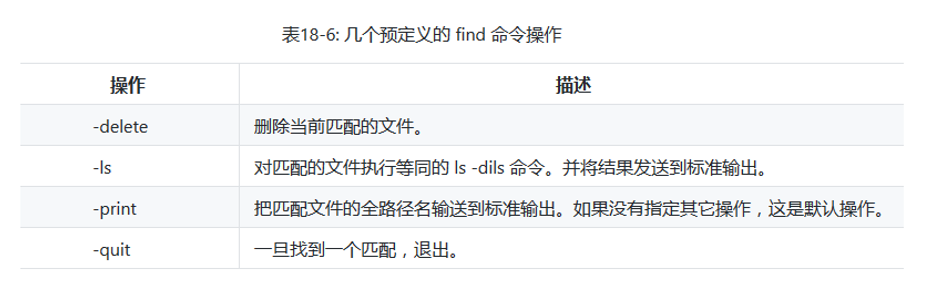 表18-6: 几个预定义的 find 命令操作
操作 描述
-delete 删除当前匹配的文件。
-ls 对匹配的文件执行等同的 ls -dils 命令。并将结果发送到标准输出。
-print 把匹配文件的全路径名输送到标准输出。如果没有指定其它操作，这是默认操作。
-quit 一旦找到一个匹配，退出。